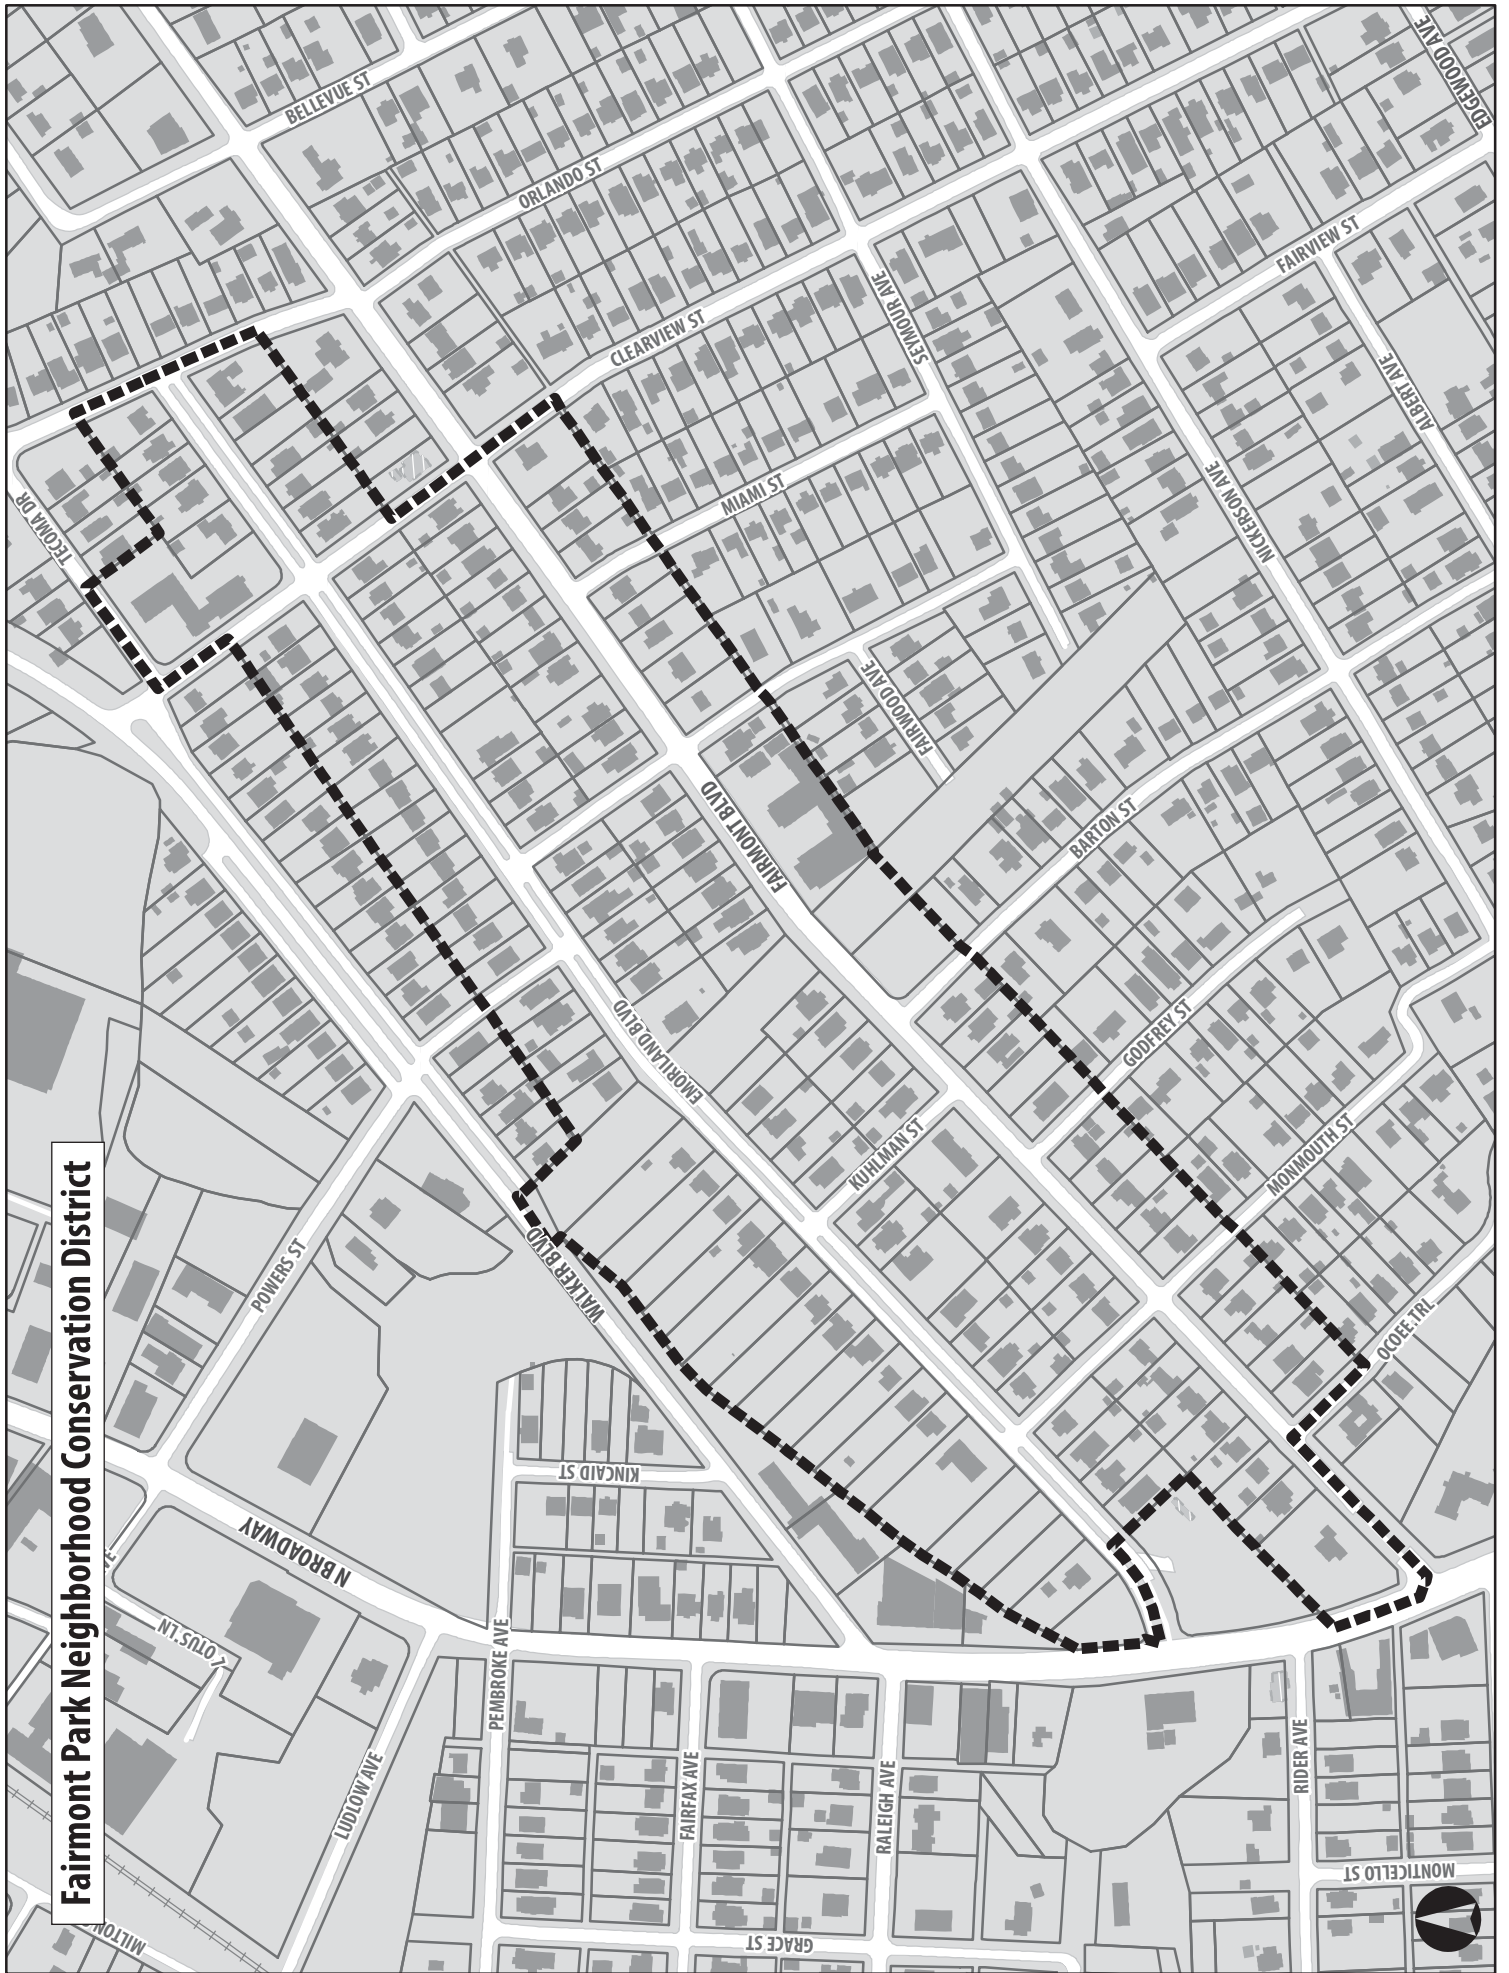 Fairmont Park Neighborhood Conservation District
BELLEVUE ST
ORLANDO ST
EDGEWOOD AVE
CLEARVIEW ST
SEYMOUR AVE
FAIRVIEW ST
ALBERT AVE
TECOMA DR
MIAMI ST
NICKERSON AVE
FAIRWOOD AVE
FAIRMONT BLVD
BARTON ST
EMORILAND BLVD
GODFREY ST
KUHLMAN ST
MONMOUTH ST
POWERS ST
WALKER BLVD
OCOEE TRL
KINCAID ST
N BROADWAY
LOTUS LN
PEMBROKE AVE
LUDLOW AVE
FAIRFAX AVE
RALEIGH AVE
RIDER AVE
MONTICELLO ST
GRACE ST
MILTON